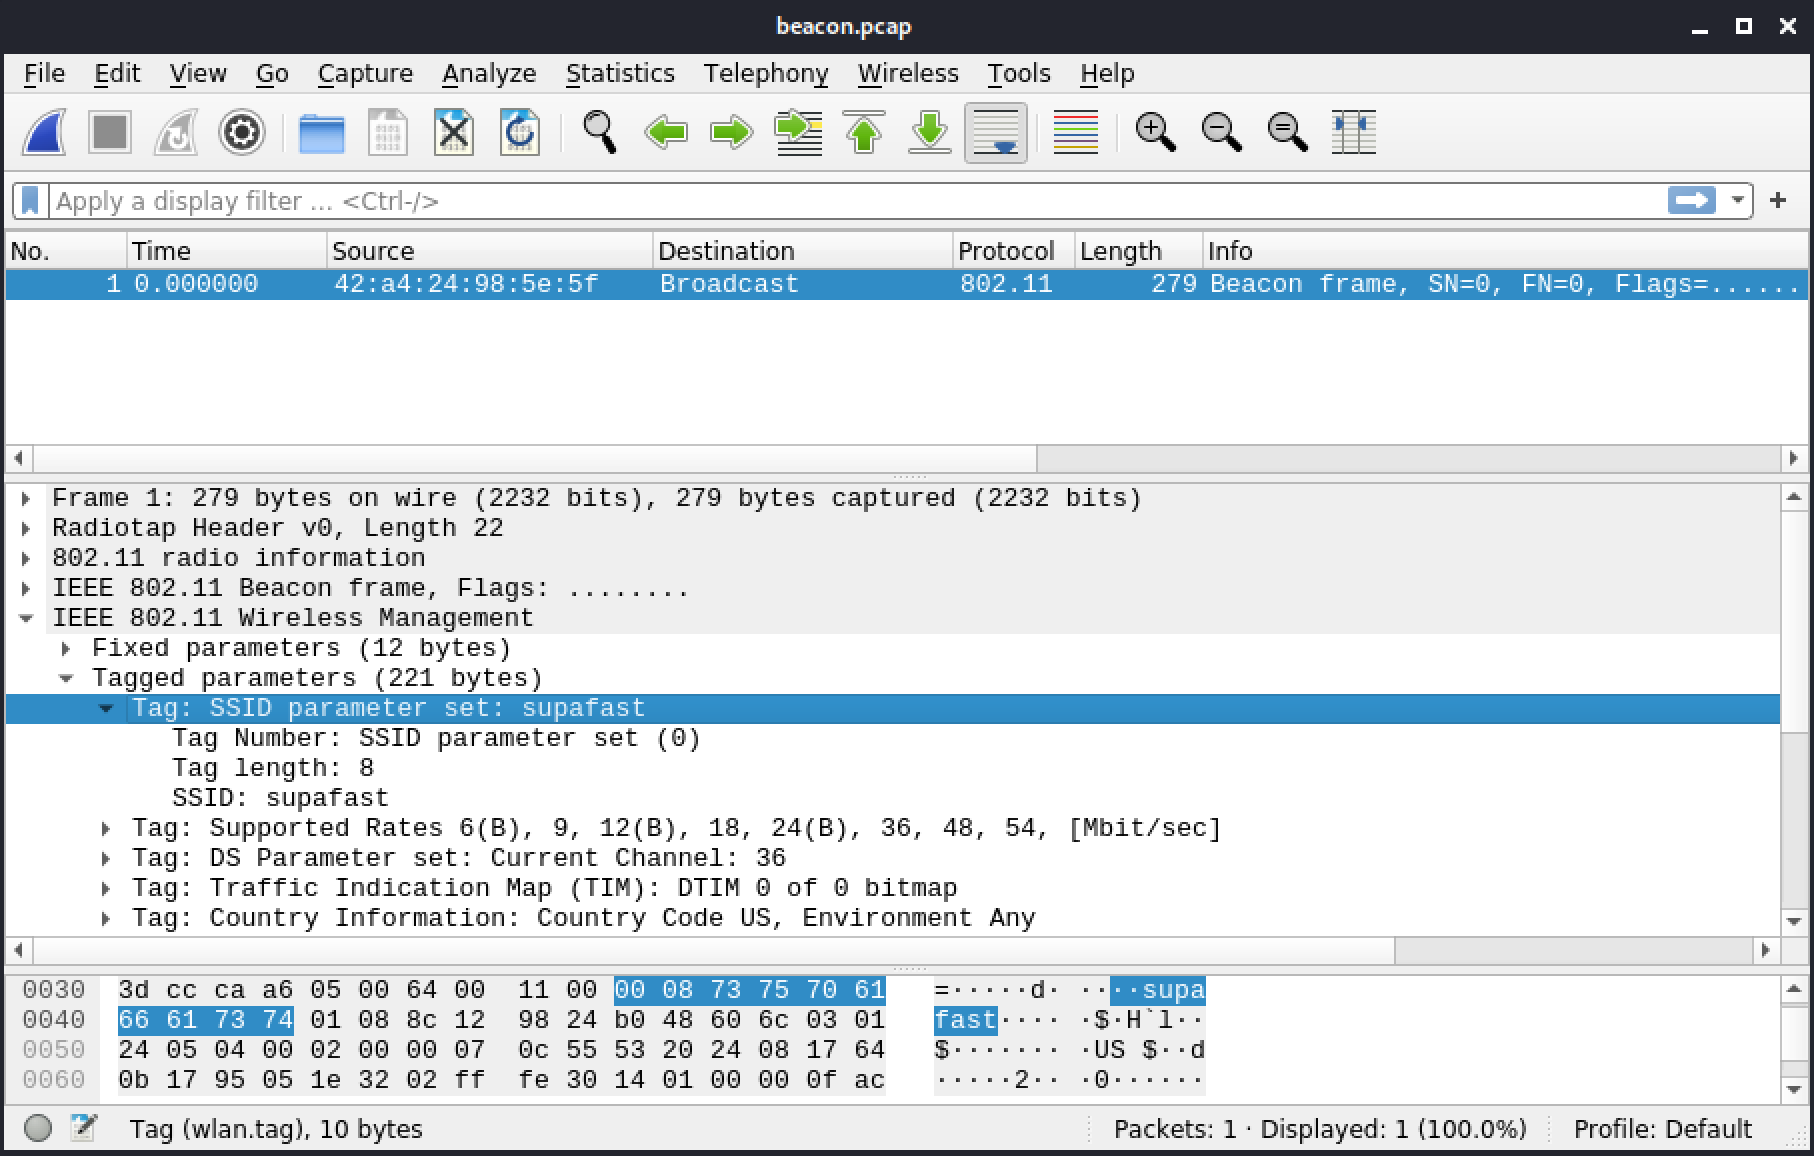 beacon.pcap
File Edit View Go Capture Analyze Statistics Telephony Wireless Tools Help
Apply a display filter ... <Ctrl-/>
No. Time Source Destination Protocol Length Info
1 0.000000 42:a4:24:98:5e:5f Broadcast 802.11 279 Beacon frame, SN=0, FN=0, Flags=......
Frame 1: 279 bytes on wire (2232 bits), 279 bytes captured (2232 bits)
Radiotap Header v0, Length 22
802.11 radio information
IEEE 802.11 Beacon frame, Flags: ........
IEEE 802.11 Wireless Management
Fixed parameters (12 bytes)
Tagged parameters (221 bytes)
Tag: SSID parameter set: supafast
Tag Number: SSID parameter set (0)
Tag length: 8
SSID: supafast
Tag: Supported Rates 6(B), 9, 12(B), 18, 24(B), 36, 48, 54, [Mbit/sec]
Tag: DS Parameter set: Current Channel: 36
Tag: Traffic Indication Map (TIM): DTIM 0 of 0 bitmap
Tag: Country Information: Country Code US, Environment Any
0030 3d cc ca a6 05 00 64 00 11 00 00 08 73 75 70 61 =·····d· ····supa
0040 66 61 73 74 01 08 8c 12 98 24 b0 48 60 6c 03 01 fast···· ·$·H`l··
0050 24 05 04 00 02 00 00 07 0c 55 53 20 24 08 17 64 $······· ·US $··d
0060 0b 17 95 05 1e 32 02 ff fe 30 14 01 00 00 0f ac ·····2·· ·0······
Tag (wlan.tag), 10 bytes Packets: 1 · Displayed: 1 (100.0%) Profile: Default